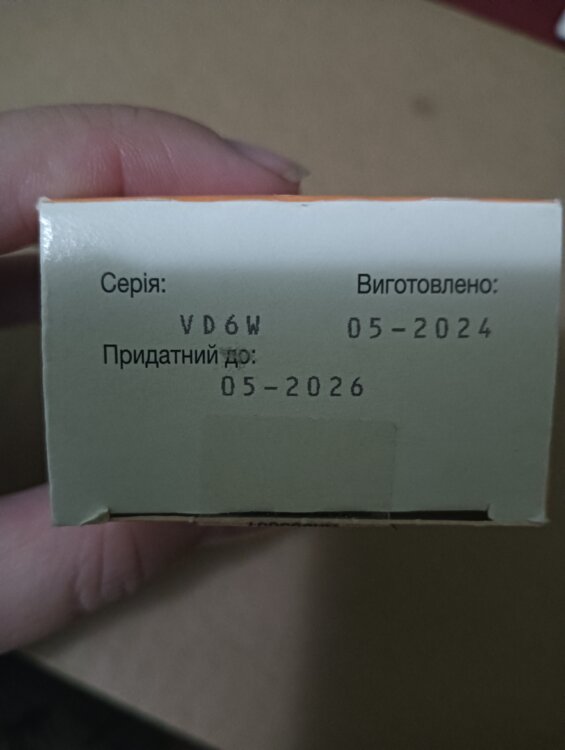 Серія: Виготовлено:
VD6W 05-2024
Придатний до:
05-2026